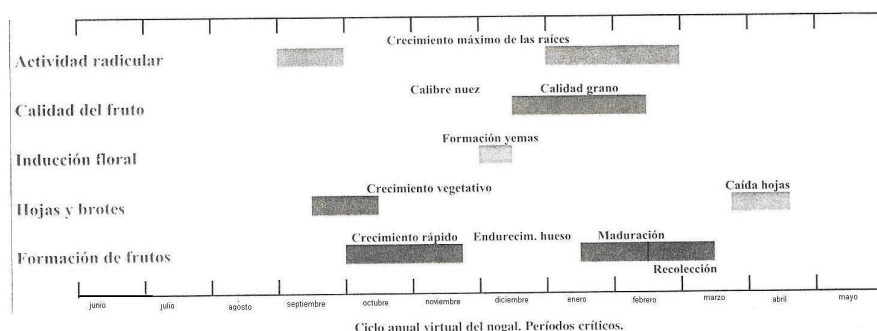 Crecimiento máximo de las raíces
Actividad radicular
Calibre nuez Calidad grano
Calidad del fruto
Formación yemas
Inducción floral
Crecimiento vegetativo Caída hojas
Hojas y brotes
Crecimiento rápido Endurecim. hueso Maduración
Formación de frutos
Recolección
junio julio agosto septiembre octubre noviembre diciembre enero febrero marzo abril mayo
Ciclo anual virtual del nogal. Períodos críticos.